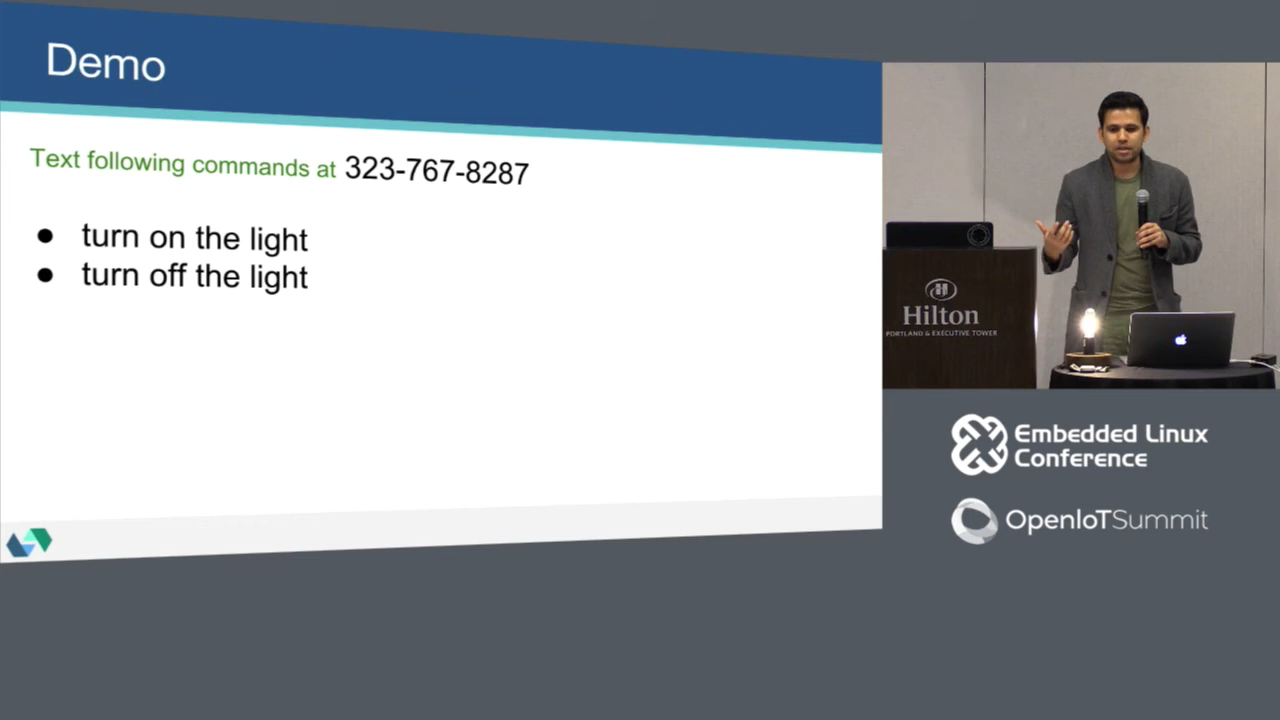 Demo
Text following commands at 323-767-8287
● turn on the light
● turn off the light
Hilton
PORTLAND & EXECUTIVE TOWER
Embedded Linux
Conference
OpenIoTSummit